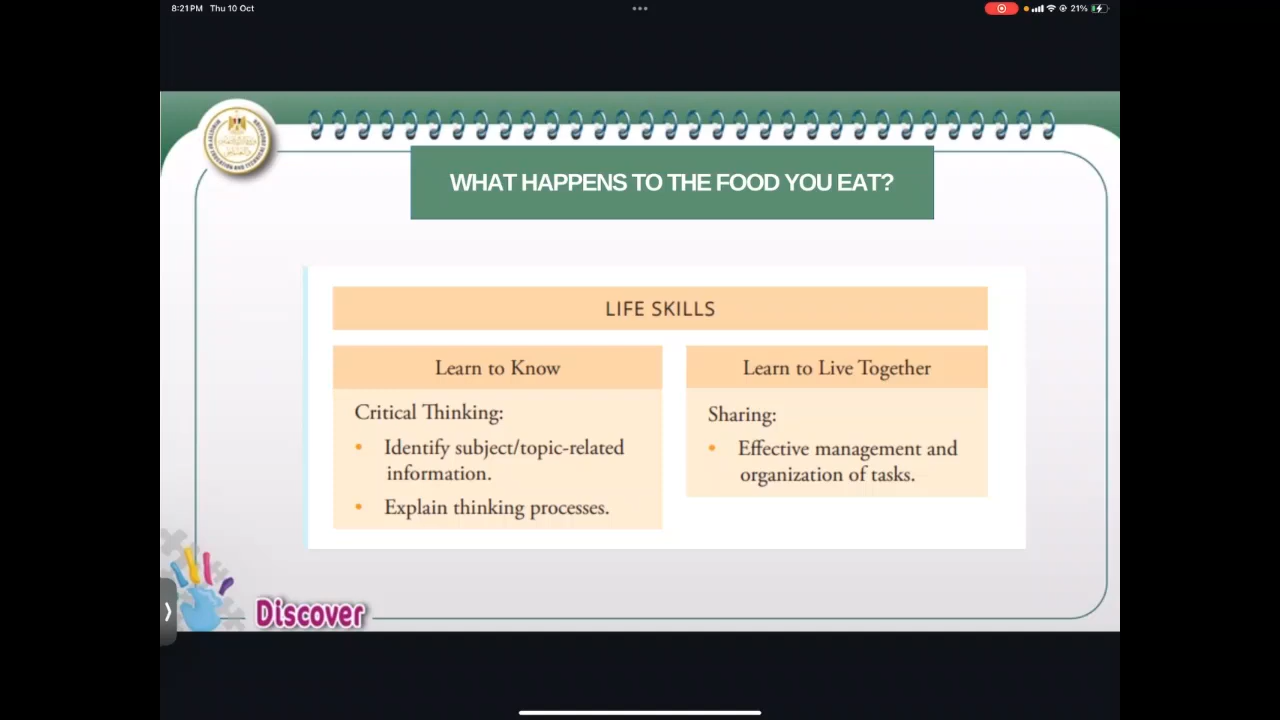 8:21PM Thu 10 Oct
21%
WHAT HAPPENS TO THE FOOD YOU EAT?
LIFE SKILLS
Learn to Know
Critical Thinking:
• Identify subject/topic-related
information.
• Explain thinking processes.
Learn to Live Together
Sharing:
• Effective management and
organization of tasks.
Discover